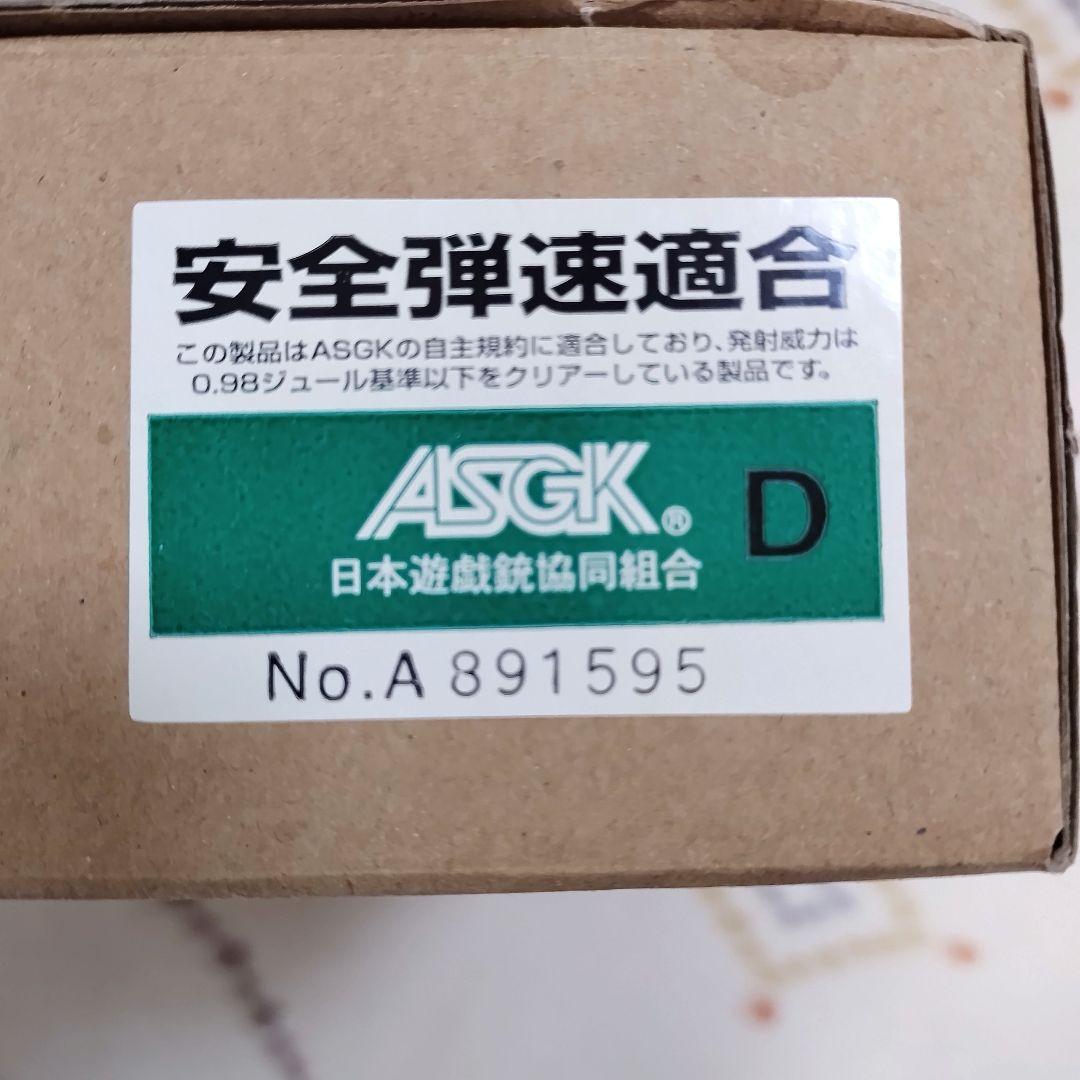 安全弾速適合
この製品はASGKの自主規約に適合しており、発射威力は
0.98ジュール基準以下をクリアーしている製品です。
ASGK® D
日本遊戯銃協同組合
No.A 891595